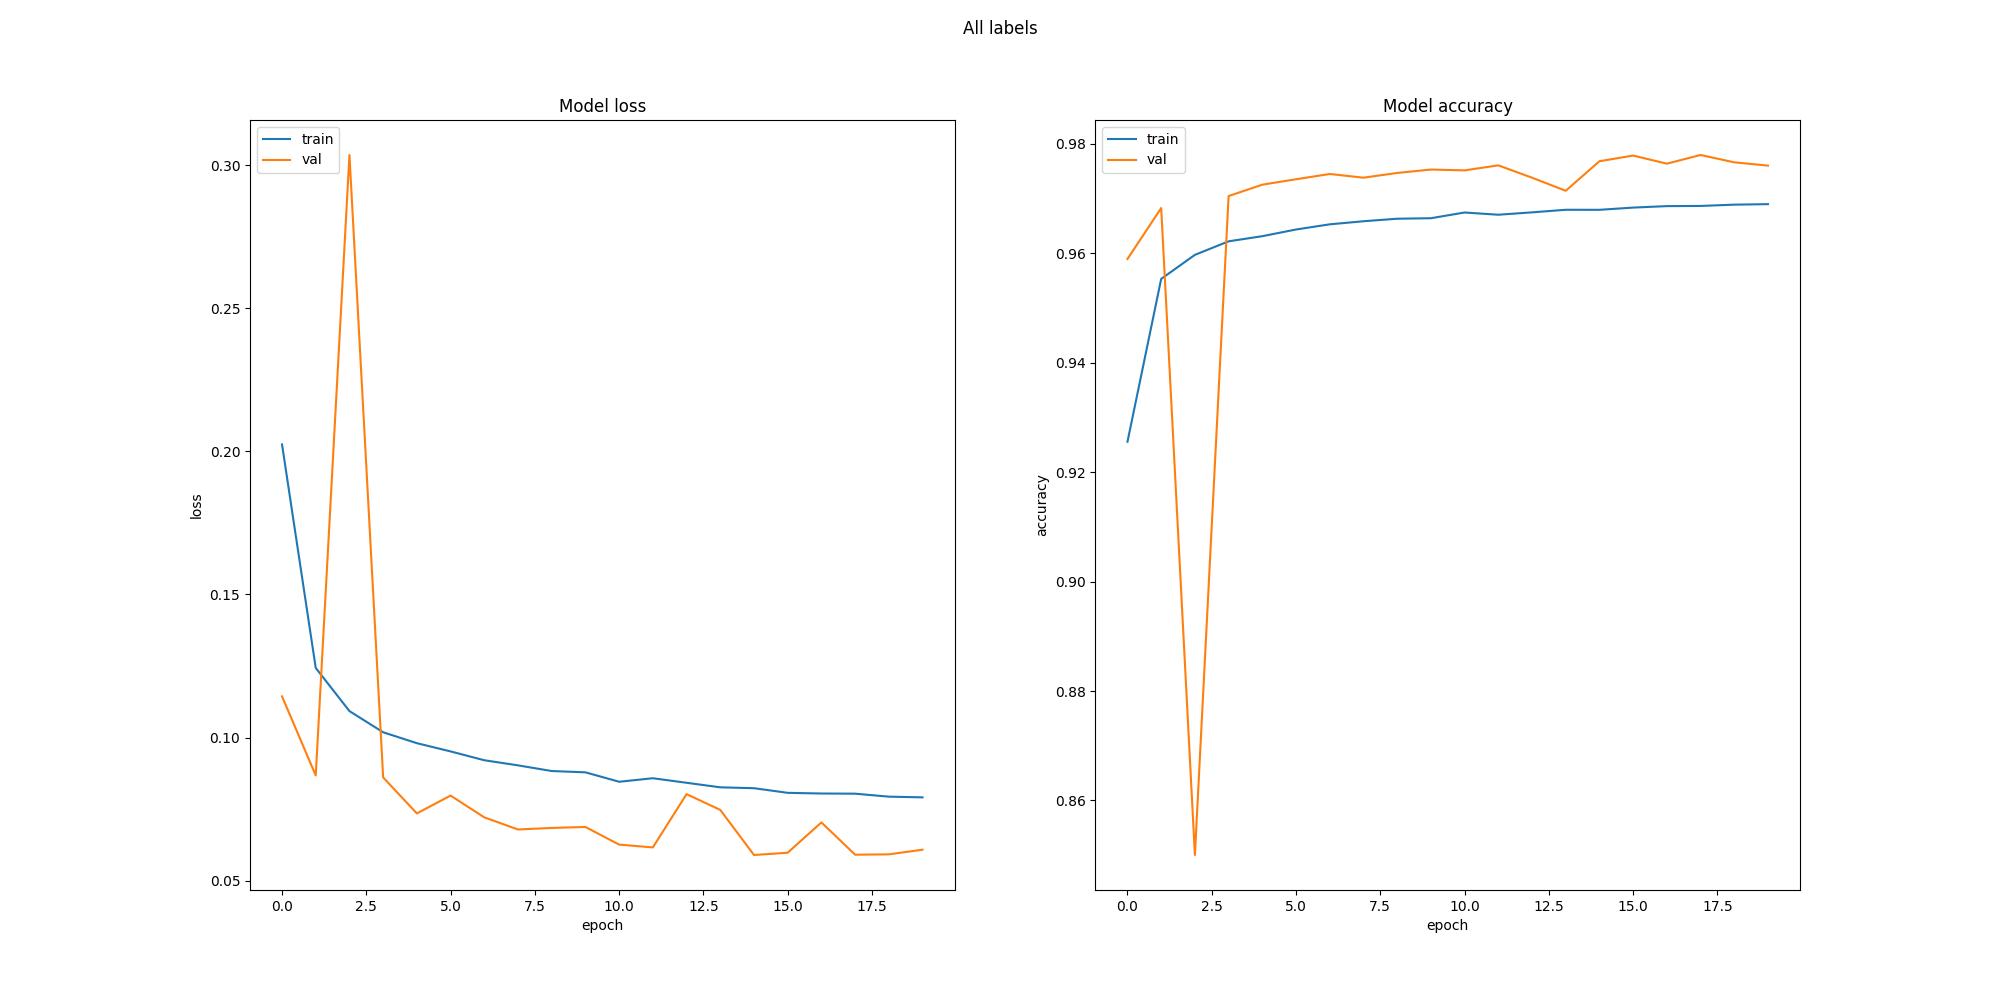 All labels
Model loss
train
val
0.30
0.25
0.20
0.15
0.10
0.05
loss
0.0 2.5 5.0 7.5 10.0 12.5 15.0 17.5
epoch
Model accuracy
train
val
0.98
0.96
0.94
0.92
0.90
0.88
0.86
accuracy
0.0 2.5 5.0 7.5 10.0 12.5 15.0 17.5
epoch